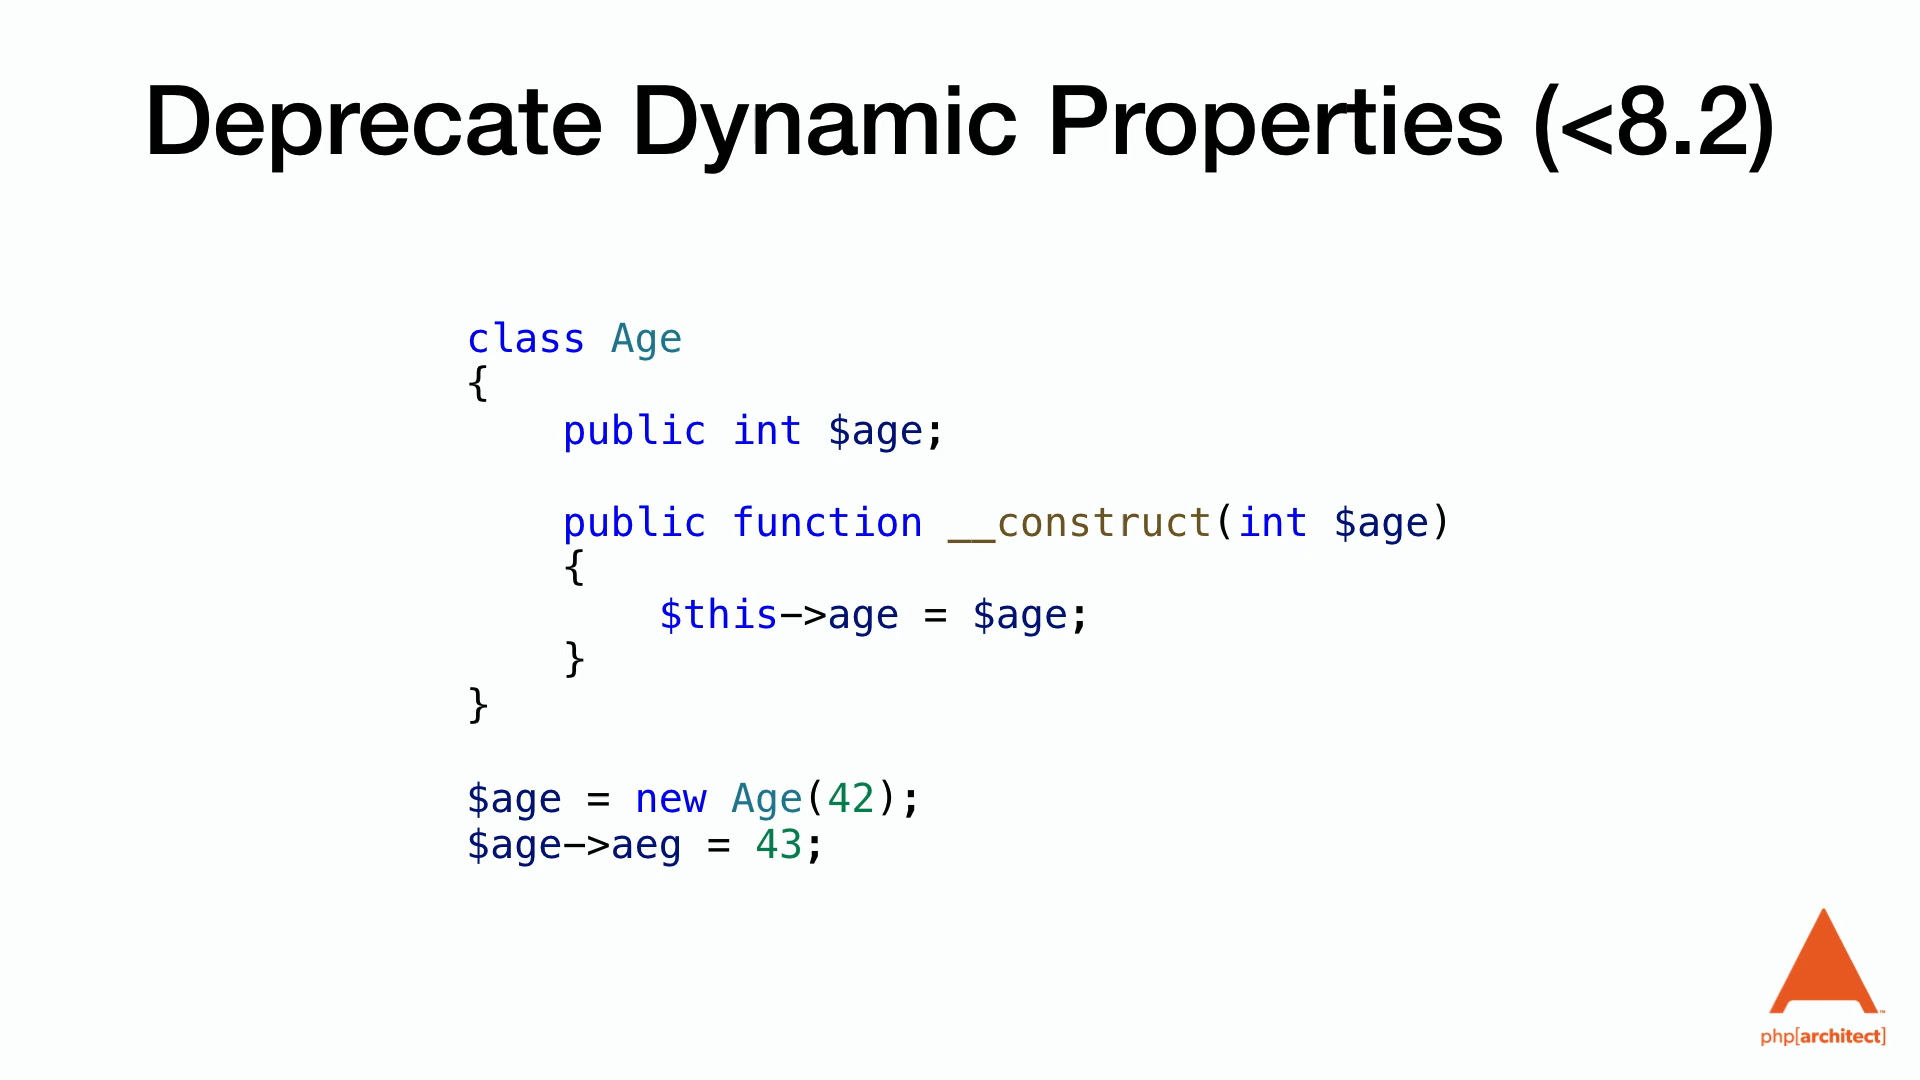 Deprecate Dynamic Properties (<8.2)
class Age
{
    public int $age;

    public function __construct(int $age)
    {
        $this->age = $age;
    }
}

$age = new Age(42);
$age->aeg = 43;
php[architect]